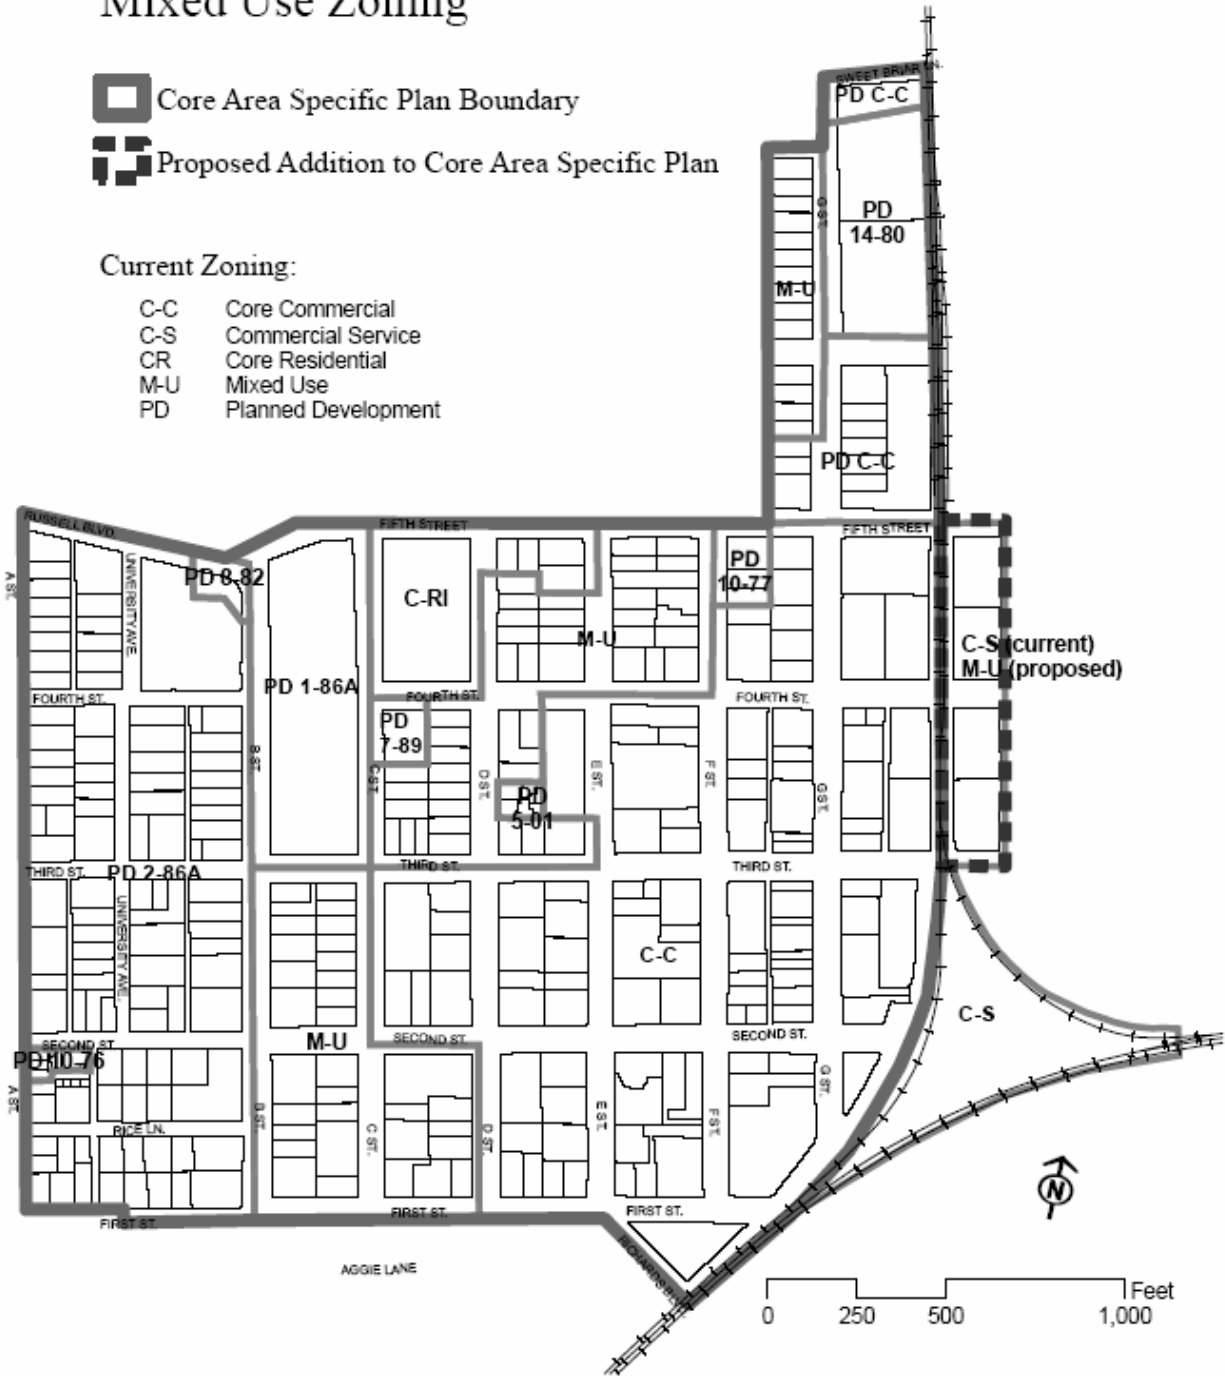 Mixed Use Zoning
Core Area Specific Plan Boundary
Proposed Addition to Core Area Specific Plan
Current Zoning:
C-C Core Commercial
C-S Commercial Service
CR Core Residential
M-U Mixed Use
PD Planned Development
SWEET BRIAR LN.
PD C-C
G ST.
PD
14-80
M-U
PD C-C
RUSSELL BLVD.
FIFTH STREET
FIFTH STREET
A ST.
UNIVERSITY AVE.
PD 8-82
C-RI
M-U
PD
10-77
C-S (current)
M-U (proposed)
PD 1-86A
FOURTH ST.
FOURTH ST.
FOURTH ST.
PD
7-89
B ST.
C ST.
D ST.
E ST.
F ST.
G ST.
PD
5-01
THIRD ST.
PD 2-86A
THIRD ST.
THIRD ST.
UNIVERSITY AVE.
C-C
C-S
SECOND ST
M-U
SECOND ST.
SECOND ST.
PD 10-76
A ST.
RICE LN.
B ST.
C ST.
D ST.
E ST.
F ST.
G ST.
FIRST ST.
FIRST ST.
FIRST ST.
RICHARDS BLVD.
N
AGGIE LANE
Feet
0 250 500 1,000